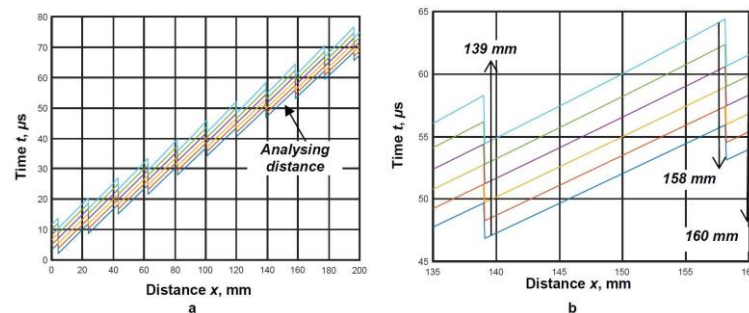 80
70
60
50
40
30
20
10
0
Time t, µs
Analysing
distance
0 20 40 60 80 100 120 140 160 180 200
Distance x, mm
a
65
60
55
50
45
Time t, µs
139 mm
158 mm
160 mm
135 140 145 150 155 160
Distance x, mm
b